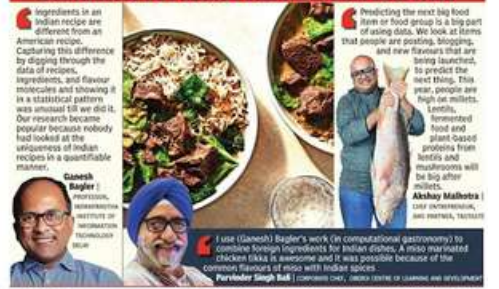 Ingredients in an
Indian recipe are
different from an
American recipe.
Capturing this difference
by digging through the
data of recipes,
ingredients, and flavour
molecules and showing it
in a statistical pattern
was unusual till we did it.
Our research became
popular because nobody
had looked at the
uniqueness of Indian
recipes in a quantifiable
manner.
Ganesh
Bagler |
PROFESSOR,
INDRAPRASTHA
INSTITUTE OF
INFORMATION
TECHNOLOGY
DELHI
Predicting the next big food
item or food group is a big part
of using data. We look at items
that people are posting, blogging,
and new flavours that are
being launched,
to predict the
next thing. This
year, people are
high on millets.
Lentils,
fermented
food and
plant-based
proteins from
lentils and
mushrooms will
be big after
millets.
Akshay Malhotra |
CHEF ENTREPRENEUR,
AND PARTNER, TASTEATE
I use (Ganesh) Bagler's work (in computational gastronomy) to
combine foreign ingredients for Indian dishes. A miso marinated
chicken tikka is awesome and it was possible because of the
common flavours of miso with Indian spices
Parvinder Singh Bali | CORPORATE CHEF, OBEROI CENTRE OF LEARNING AND DEVELOPMENT